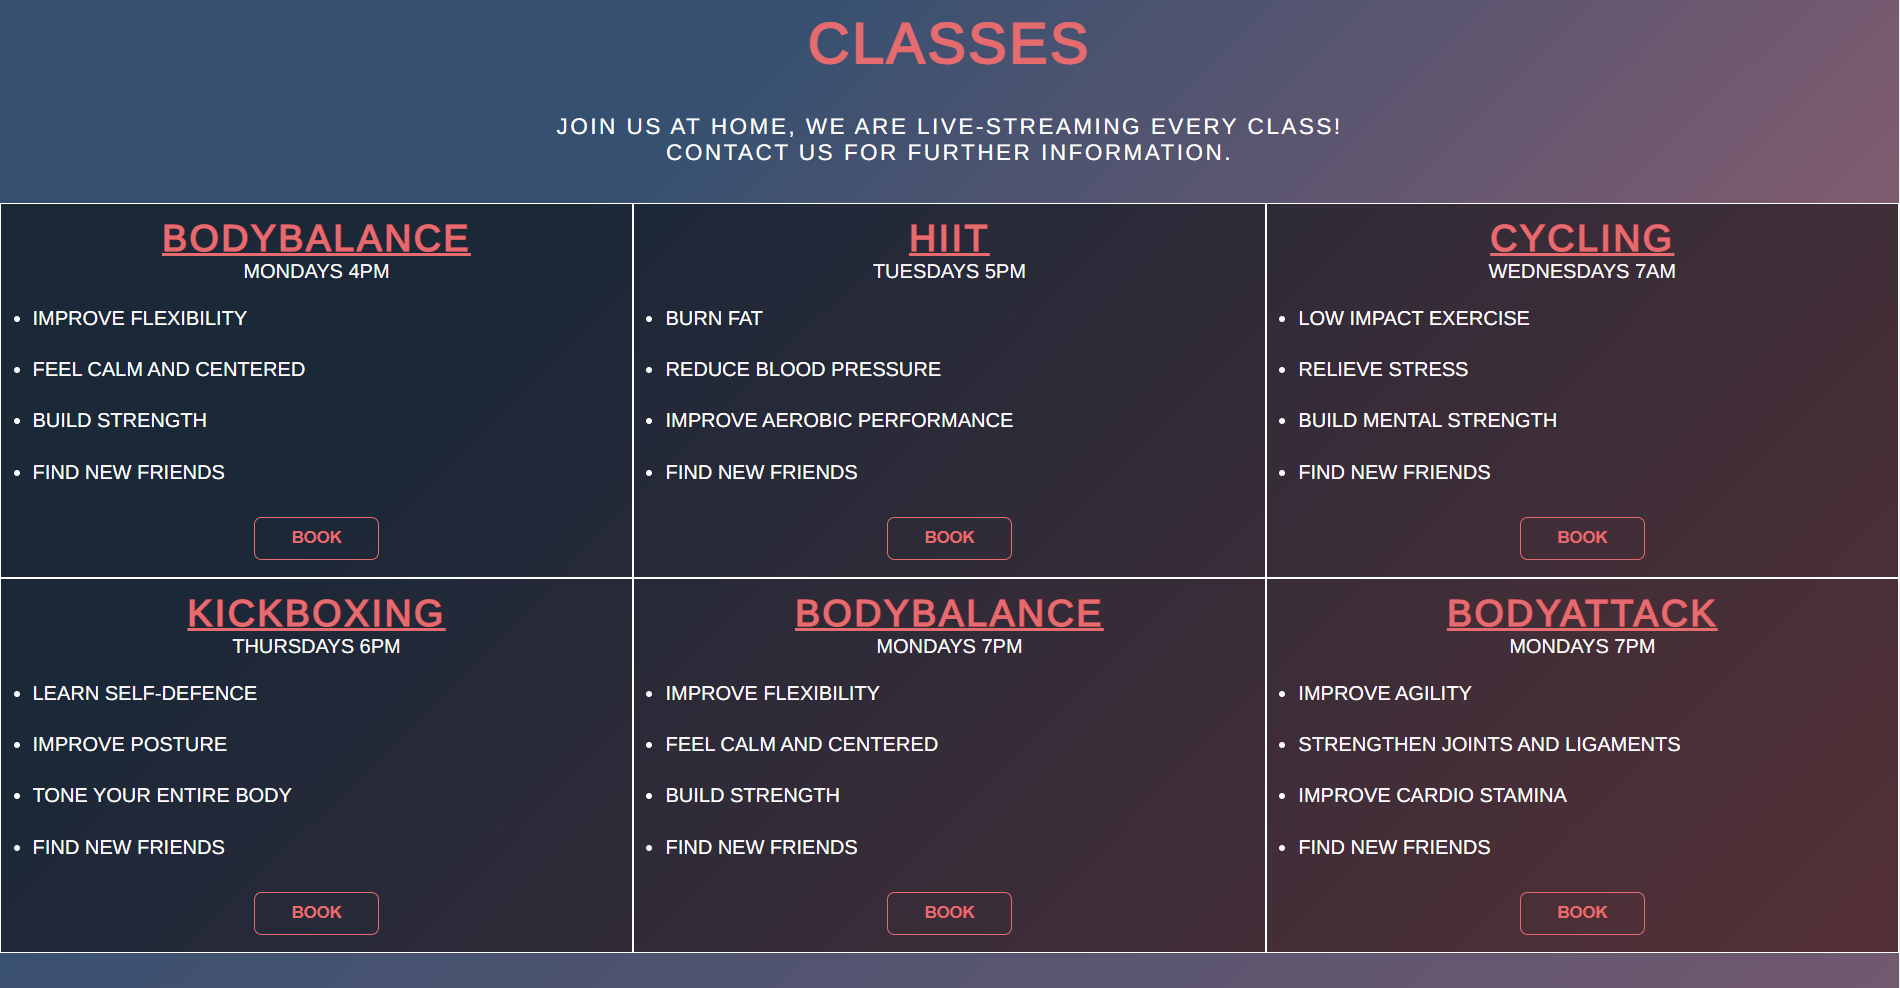 CLASSES
JOIN US AT HOME, WE ARE LIVE-STREAMING EVERY CLASS!
CONTACT US FOR FURTHER INFORMATION.
BODYBALANCE
MONDAYS 4PM
IMPROVE FLEXIBILITY
FEEL CALM AND CENTERED
BUILD STRENGTH
FIND NEW FRIENDS
BOOK
HIIT
TUESDAYS 5PM
BURN FAT
REDUCE BLOOD PRESSURE
IMPROVE AEROBIC PERFORMANCE
FIND NEW FRIENDS
BOOK
CYCLING
WEDNESDAYS 7AM
LOW IMPACT EXERCISE
RELIEVE STRESS
BUILD MENTAL STRENGTH
FIND NEW FRIENDS
BOOK
KICKBOXING
THURSDAYS 6PM
LEARN SELF-DEFENCE
IMPROVE POSTURE
TONE YOUR ENTIRE BODY
FIND NEW FRIENDS
BOOK
BODYBALANCE
MONDAYS 7PM
IMPROVE FLEXIBILITY
FEEL CALM AND CENTERED
BUILD STRENGTH
FIND NEW FRIENDS
BOOK
BODYATTACK
MONDAYS 7PM
IMPROVE AGILITY
STRENGTHEN JOINTS AND LIGAMENTS
IMPROVE CARDIO STAMINA
FIND NEW FRIENDS
BOOK